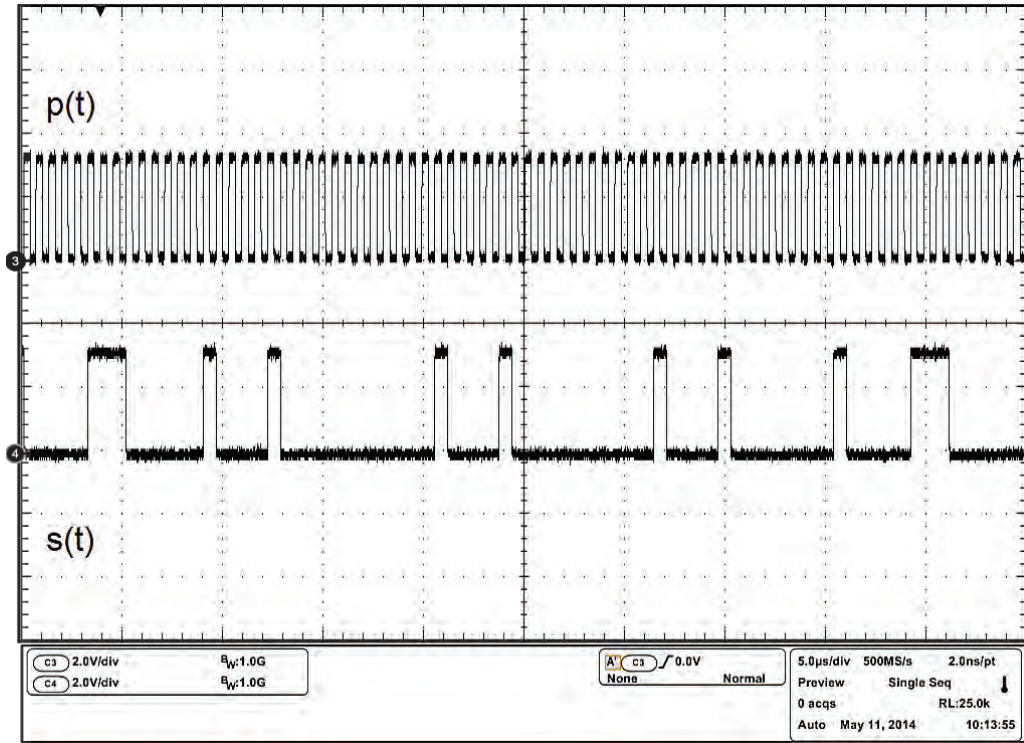 p(t)
3
4
s(t)
C3 2.0V/div BW:1.0G
C4 2.0V/div BW:1.0G
A' C3 0.0V
None Normal
5.0µs/div 500MS/s 2.0ns/pt
Preview Single Seq
0 acqs RL:25.0k
Auto May 11, 2014 10:13:55